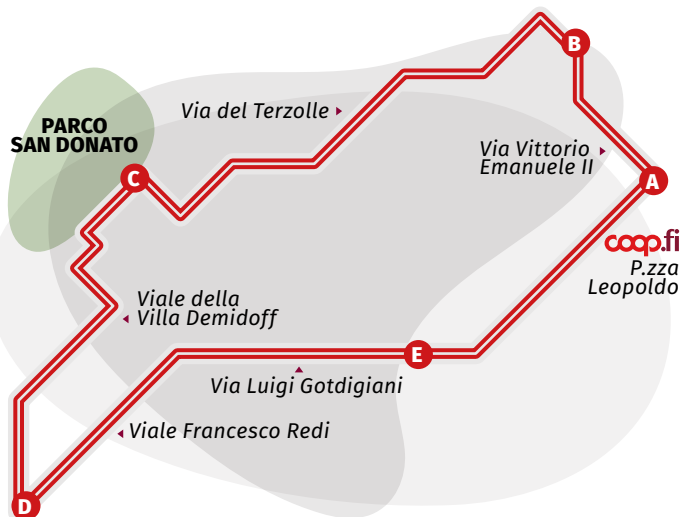 B
Via del Terzolle
PARCO
SAN DONATO
Via Vittorio
Emanuele II
C
A
coop.fi
P.zza
Leopoldo
Viale della
Villa Demidoff
E
Via Luigi Gotdigiani
Viale Francesco Redi
D